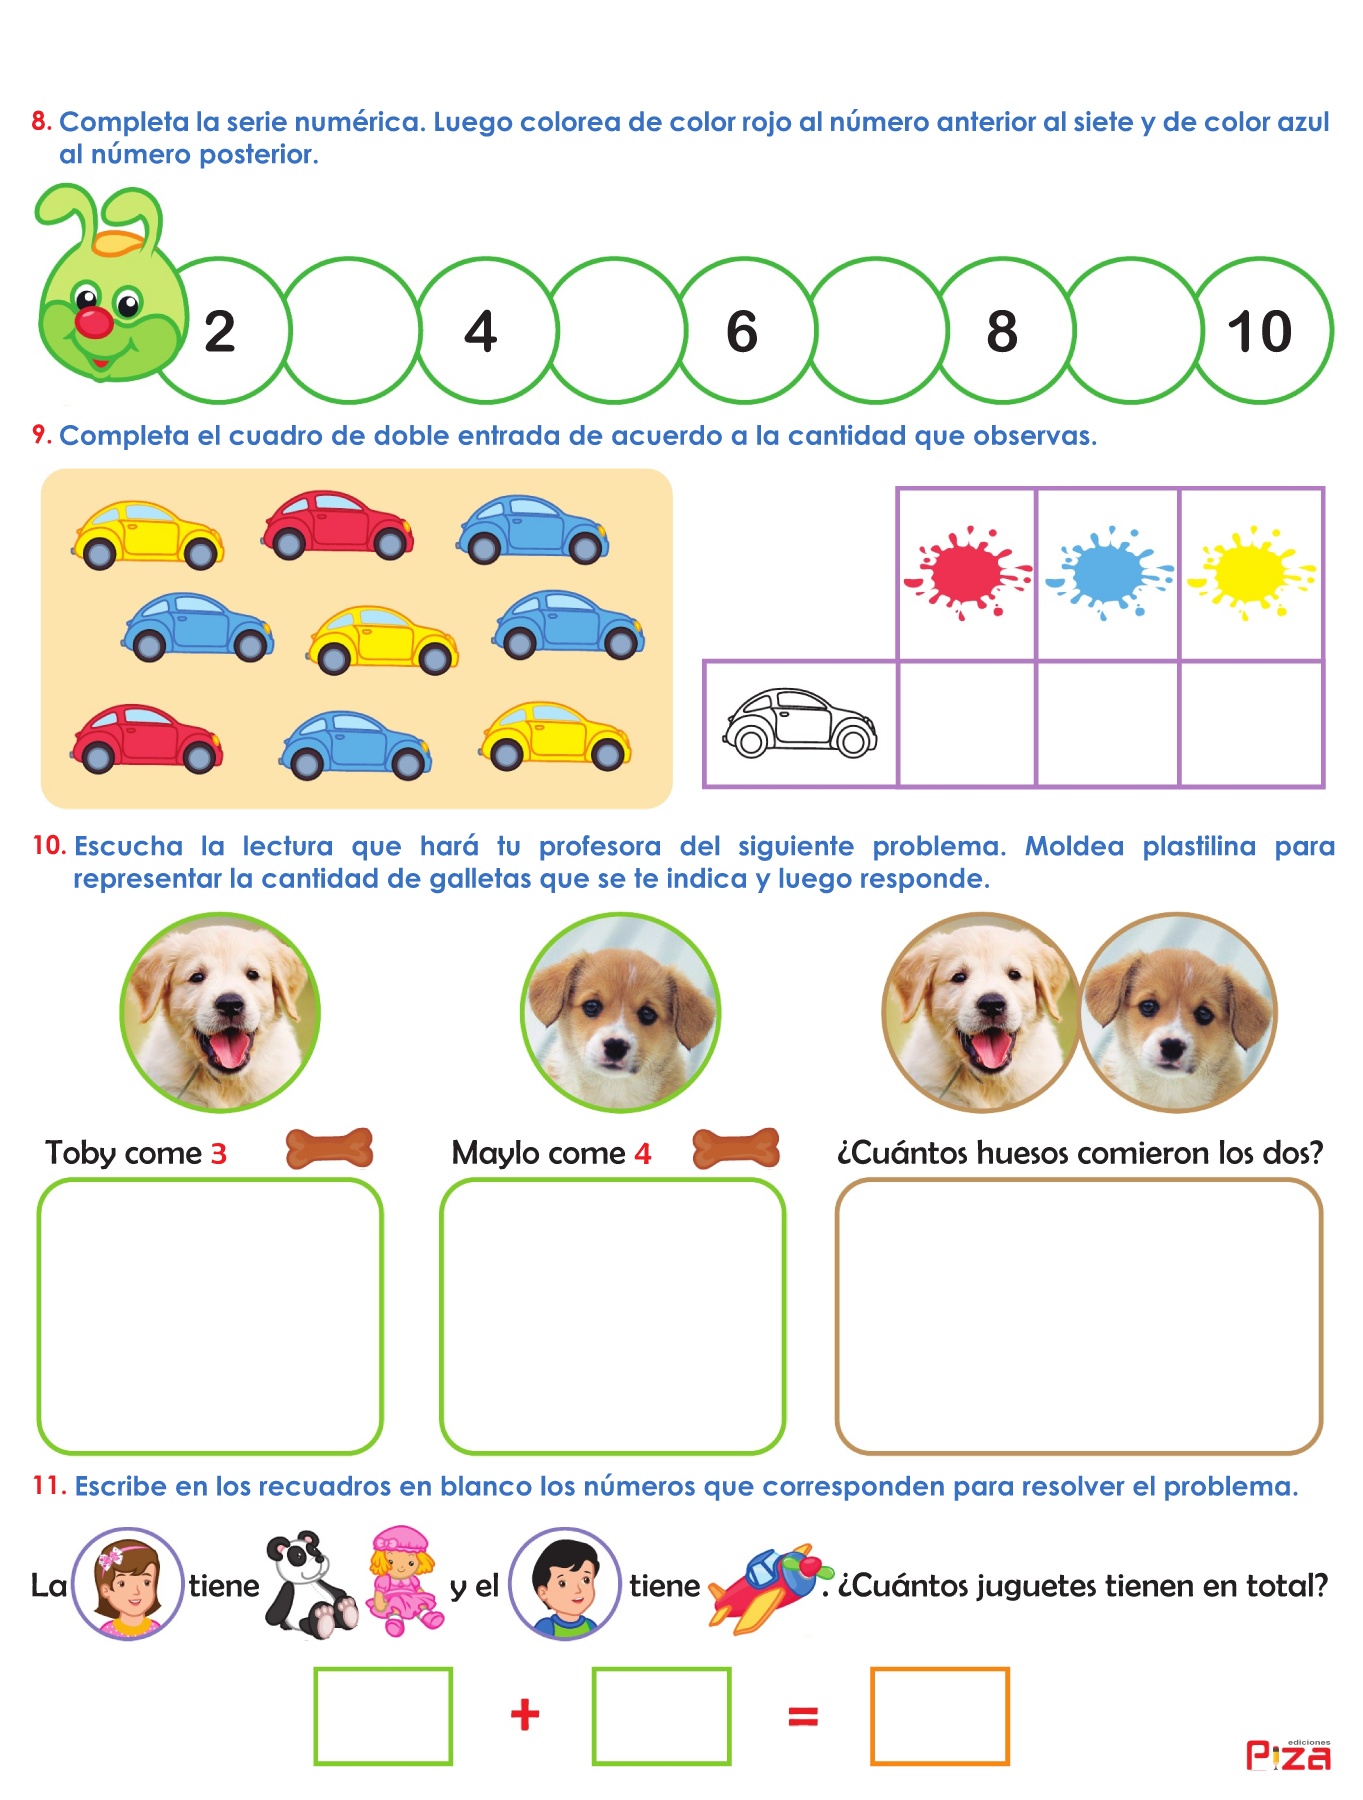 8. Completa la serie numérica. Luego colorea de color rojo al número anterior al siete y de color azul
al número posterior.
2 4 6 8 10
9. Completa el cuadro de doble entrada de acuerdo a la cantidad que observas.
10. Escucha la lectura que hará tu profesora del siguiente problema. Moldea plastilina para
representar la cantidad de galletas que se te indica y luego responde.
Toby come 3 Maylo come 4 ¿Cuántos huesos comieron los dos?
11. Escribe en los recuadros en blanco los números que corresponden para resolver el problema.
La tiene y el tiene . ¿Cuántos juguetes tienen en total?
+ =
ediciones
Piza